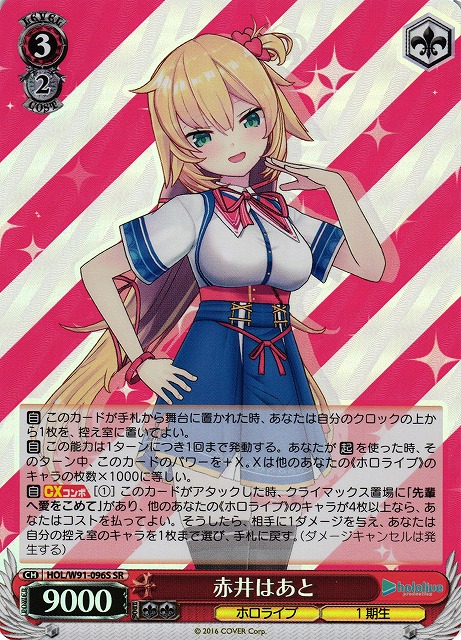 LEVEL
3
2
COST
自 このカードが手札から舞台に置かれた時、あなたは自分のクロックの上か
ら1枚を、控え室に置いてよい。
自 この能力は1ターンにつき1回まで発動する。あなたが 起 を使った時、そ
のターン中、このカードのパワーを＋X。Xは他のあなたの《ホロライブ》の
キャラの枚数×1000に等しい。
自 CXコンボ [①] このカードがアタックした時、クライマックス置場に「先輩
へ愛をこめて」があり、他のあなたの《ホロライブ》のキャラが4枚以上なら、あ
なたはコストを払ってよい。そうしたら、相手に1ダメージを与え、あなたは
自分のキャラを1枚まで選び、手札に戻す。（ダメージキャンセルは
発生する）
CH HOL/W91-096S SR
POWER
9000
赤井はあと
hololive
production
ホロライブ
1期生
© 2016 COVER Corp.